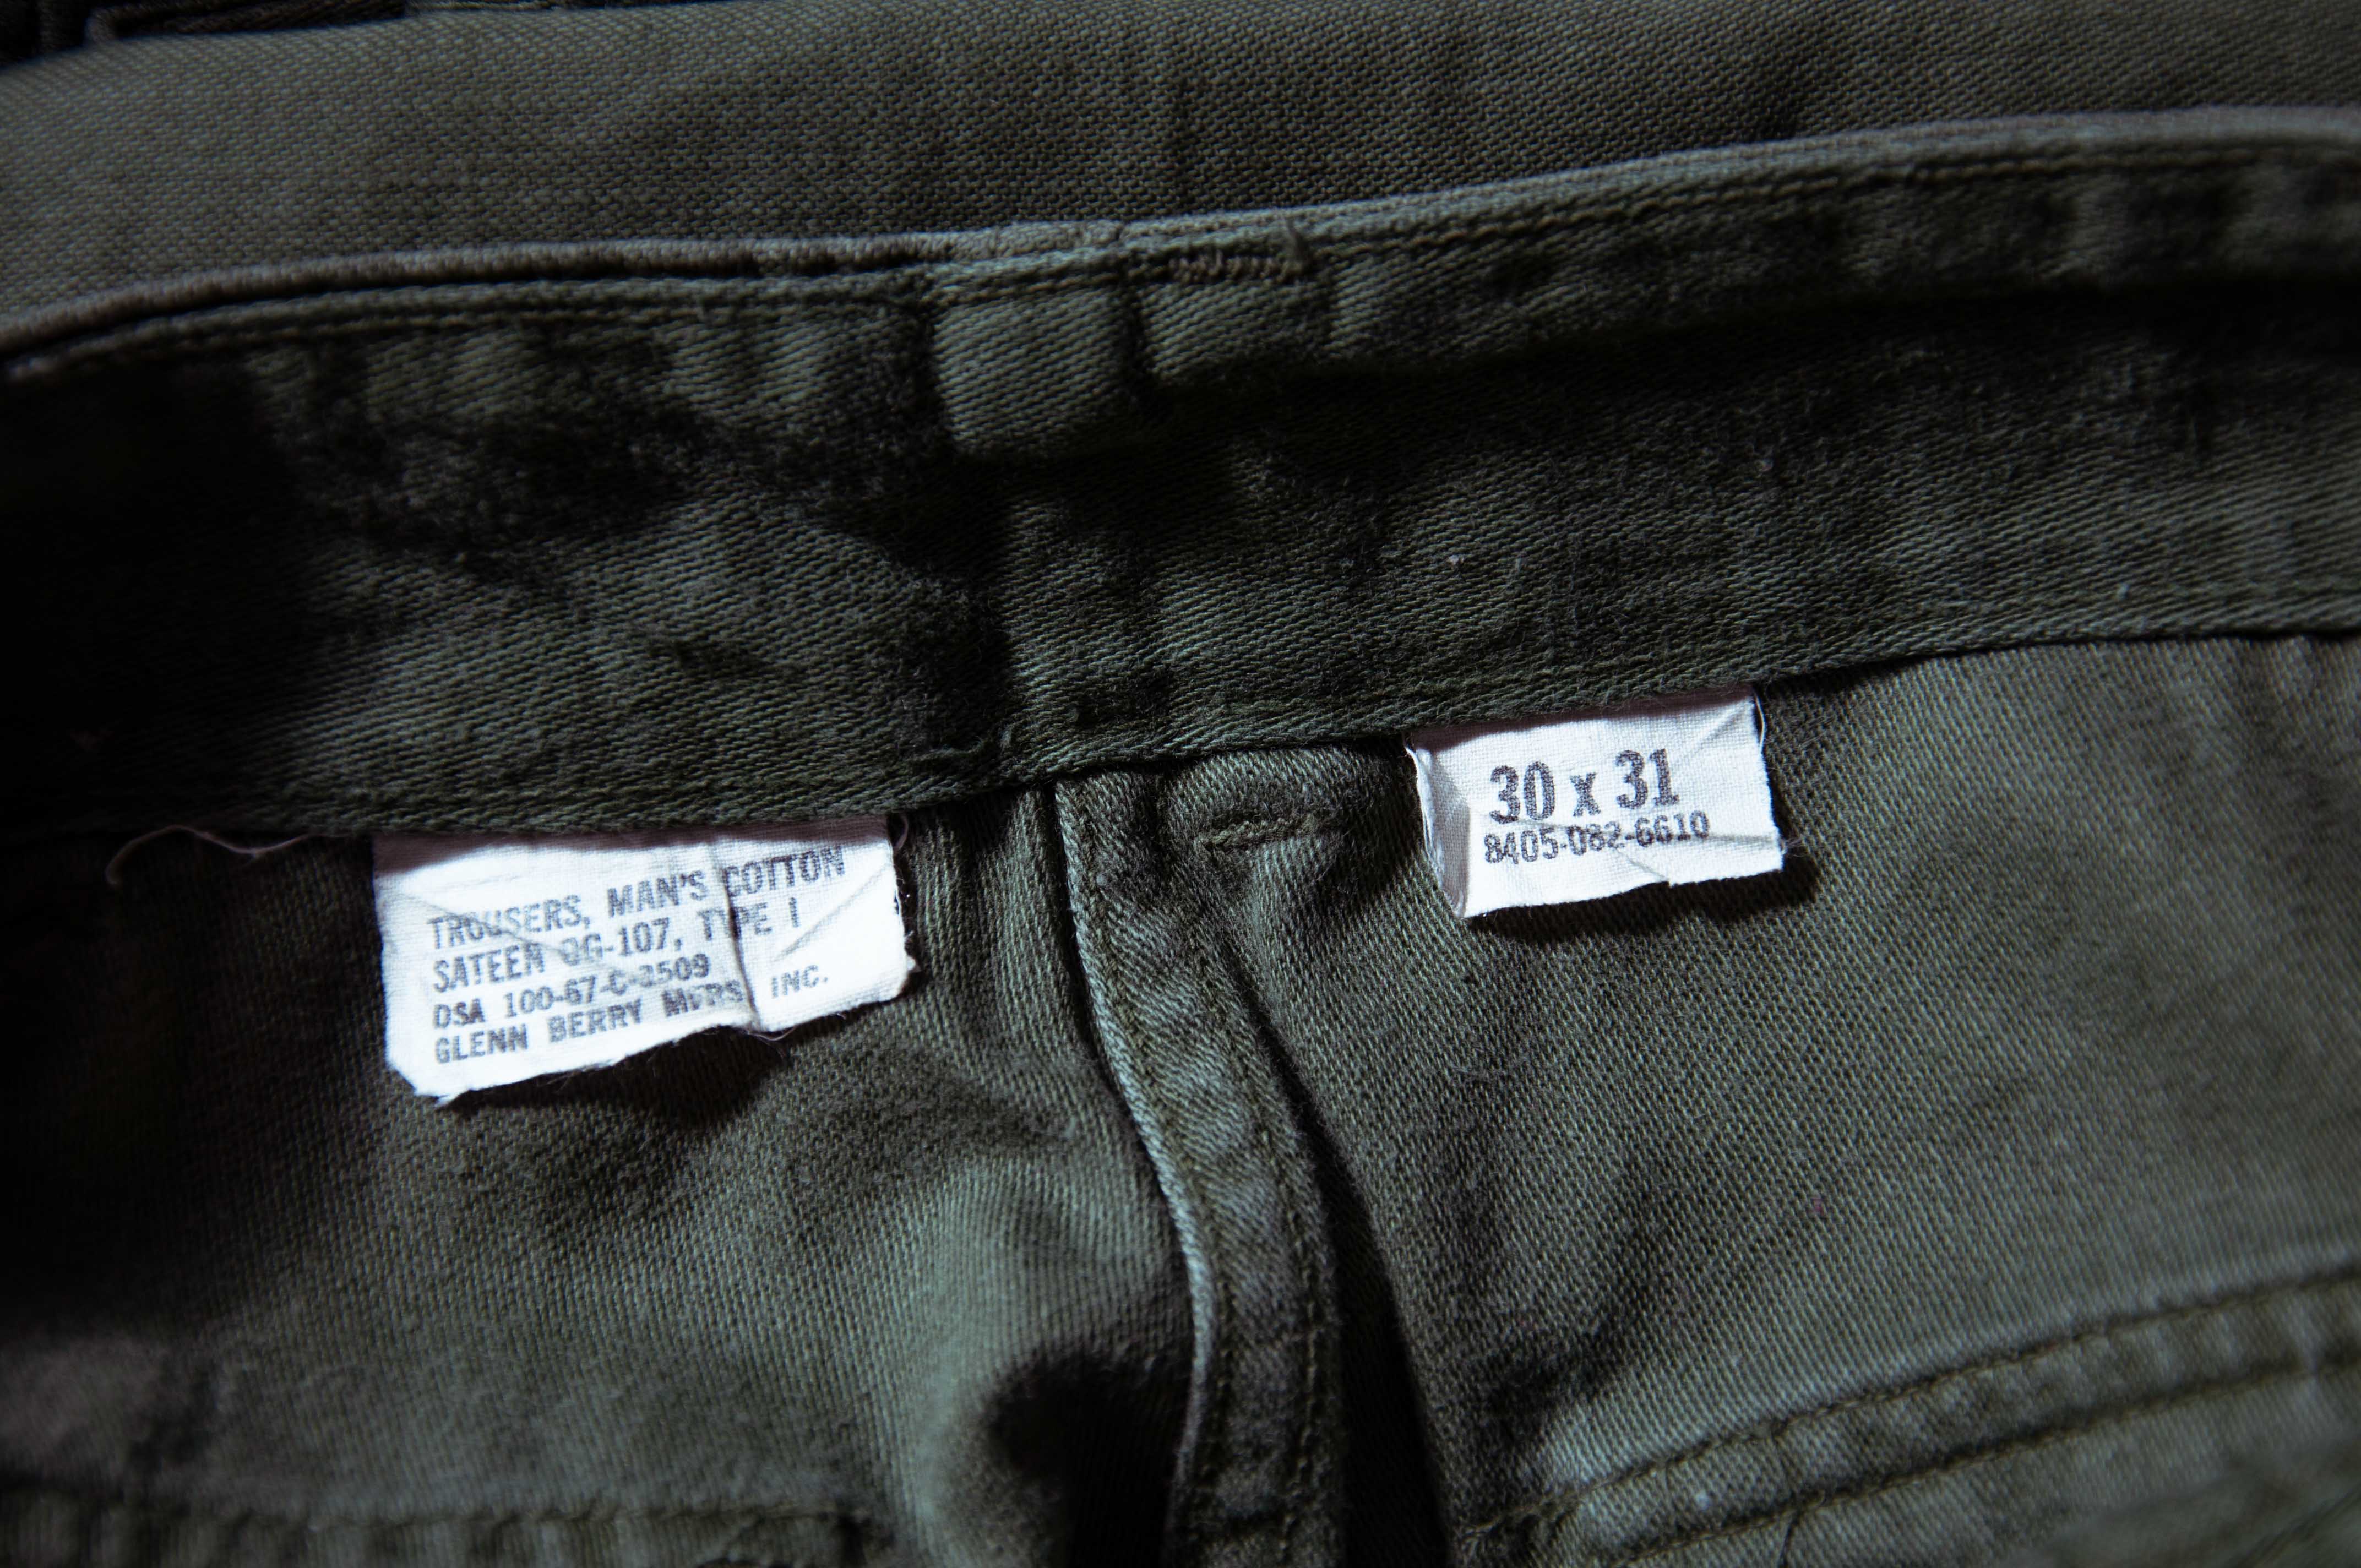 TROUSERS, MAN'S COTTON
SATEEN OG-107, TYPE I
DSA 100-67-C-3509
GLENN BERRY MFRS INC.
30 x 31
8405-082-6610